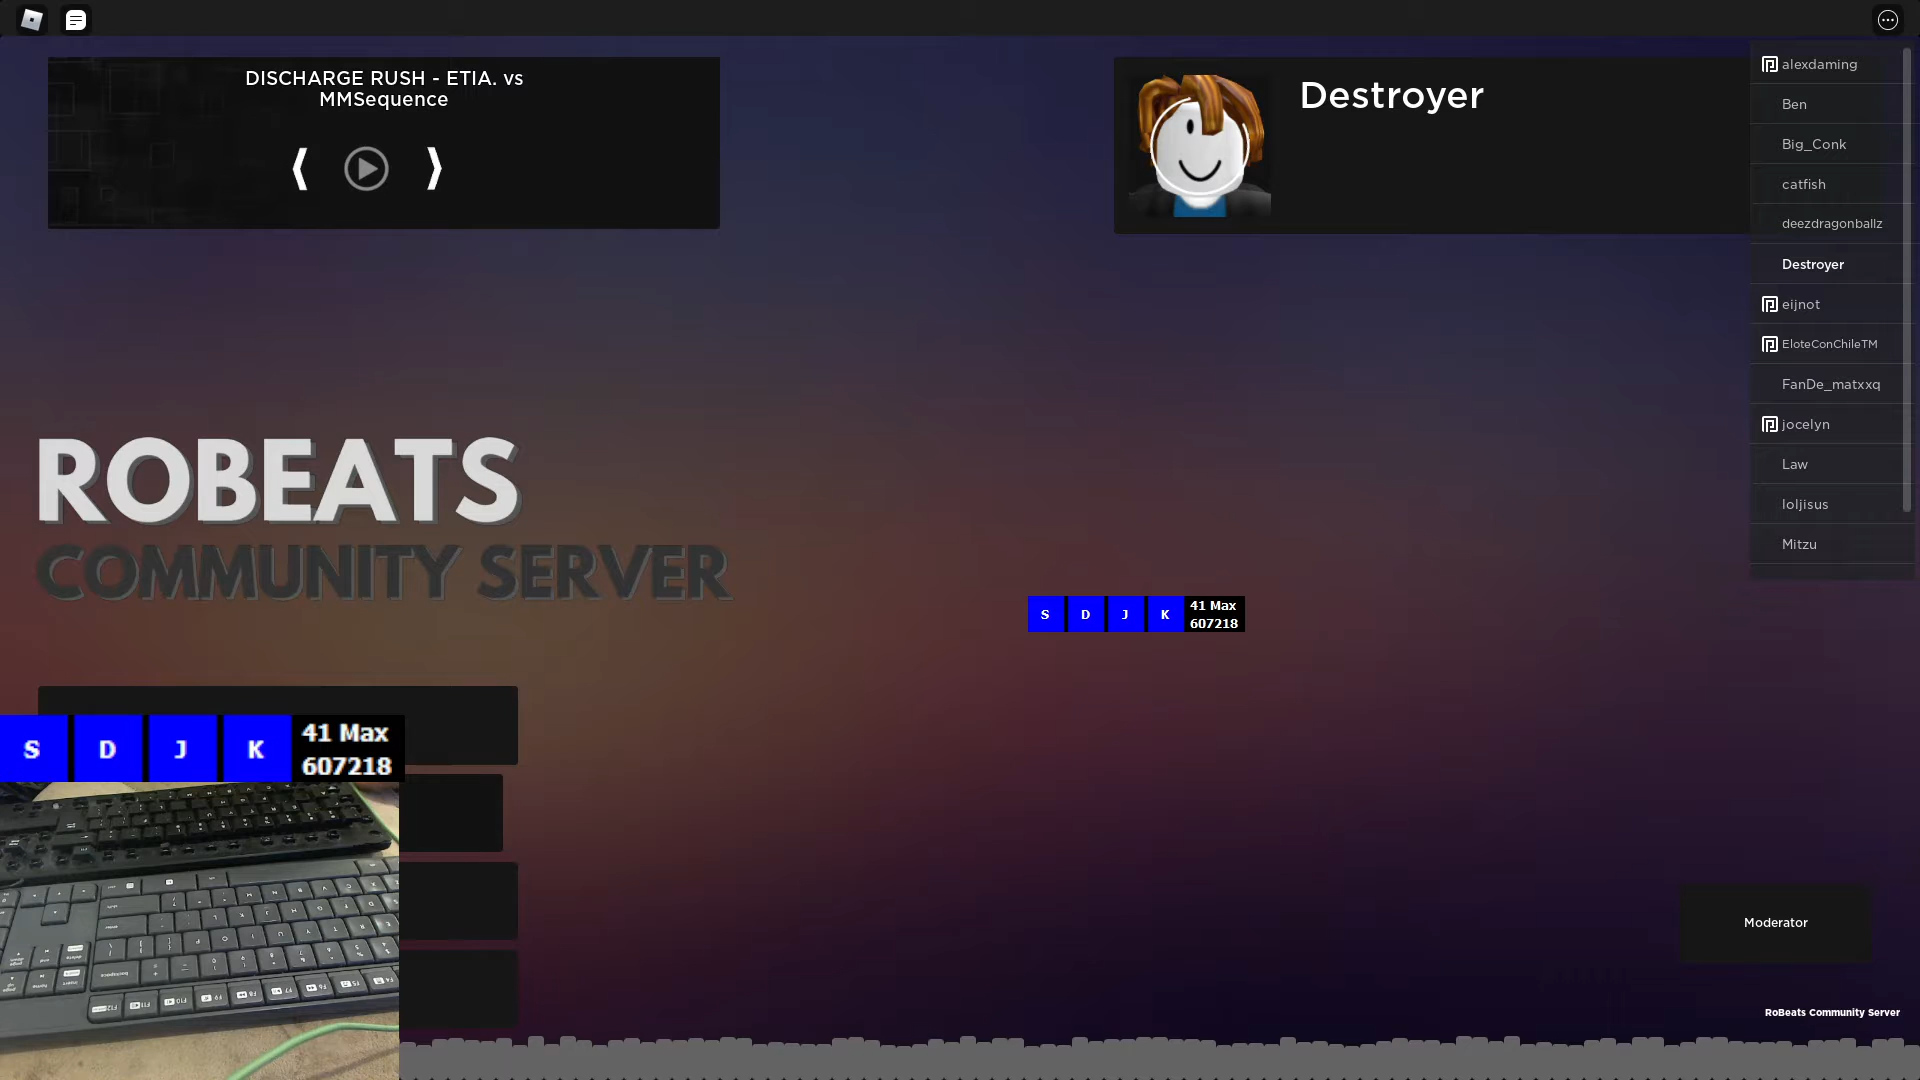 DISCHARGE RUSH - ETIA. vs
MMSequence
Destroyer
alexdaming
Ben
Big_Conk
catfish
deezdragonballz
Destroyer
eijnot
EloteConChileTM
FanDe_matxxq
jocelyn
Law
loljisus
Mitzu
ROBEATS
COMMUNITY SERVER
S D J K 41 Max
607218
S D J K 41 Max
607218
Moderator
RoBeats Community Server